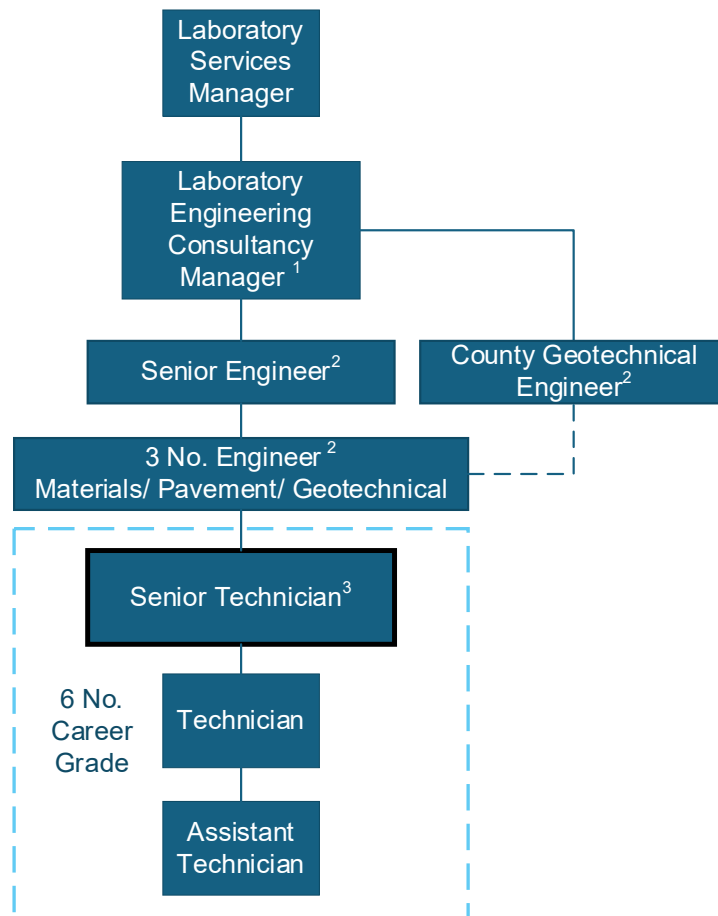 Laboratory
Services
Manager
Laboratory
Engineering
Consultancy
Manager ¹
Senior Engineer²
County Geotechnical
Engineer²
3 No. Engineer ²
Materials/ Pavement/ Geotechnical
Senior Technician³
6 No.
Career
Grade
Technician
Assistant
Technician